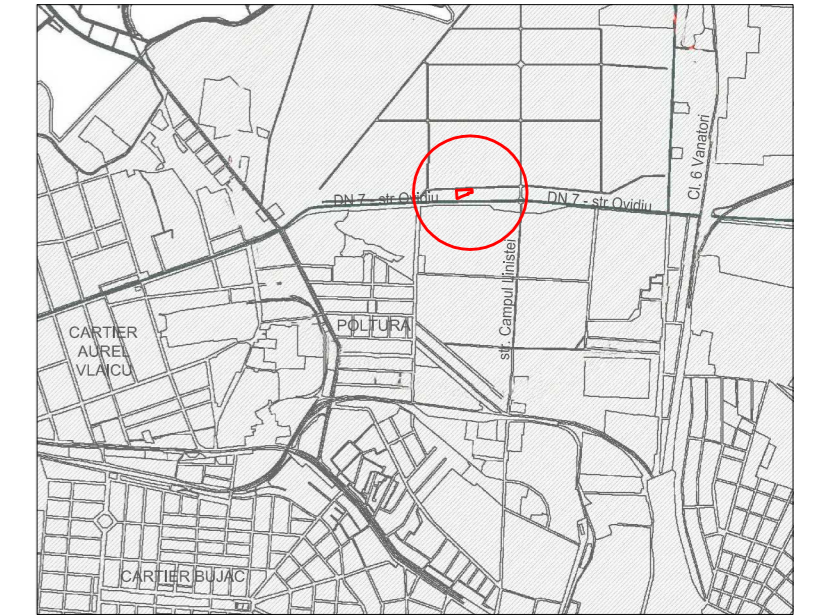 Cl. 6 Vanatori
DN 7 - str Ovidiu
DN 7 - str Ovidiu
str. Campul Linistei
POLTURA
CARTIER
AUREL
VLAICU
CARTIER BUJAC